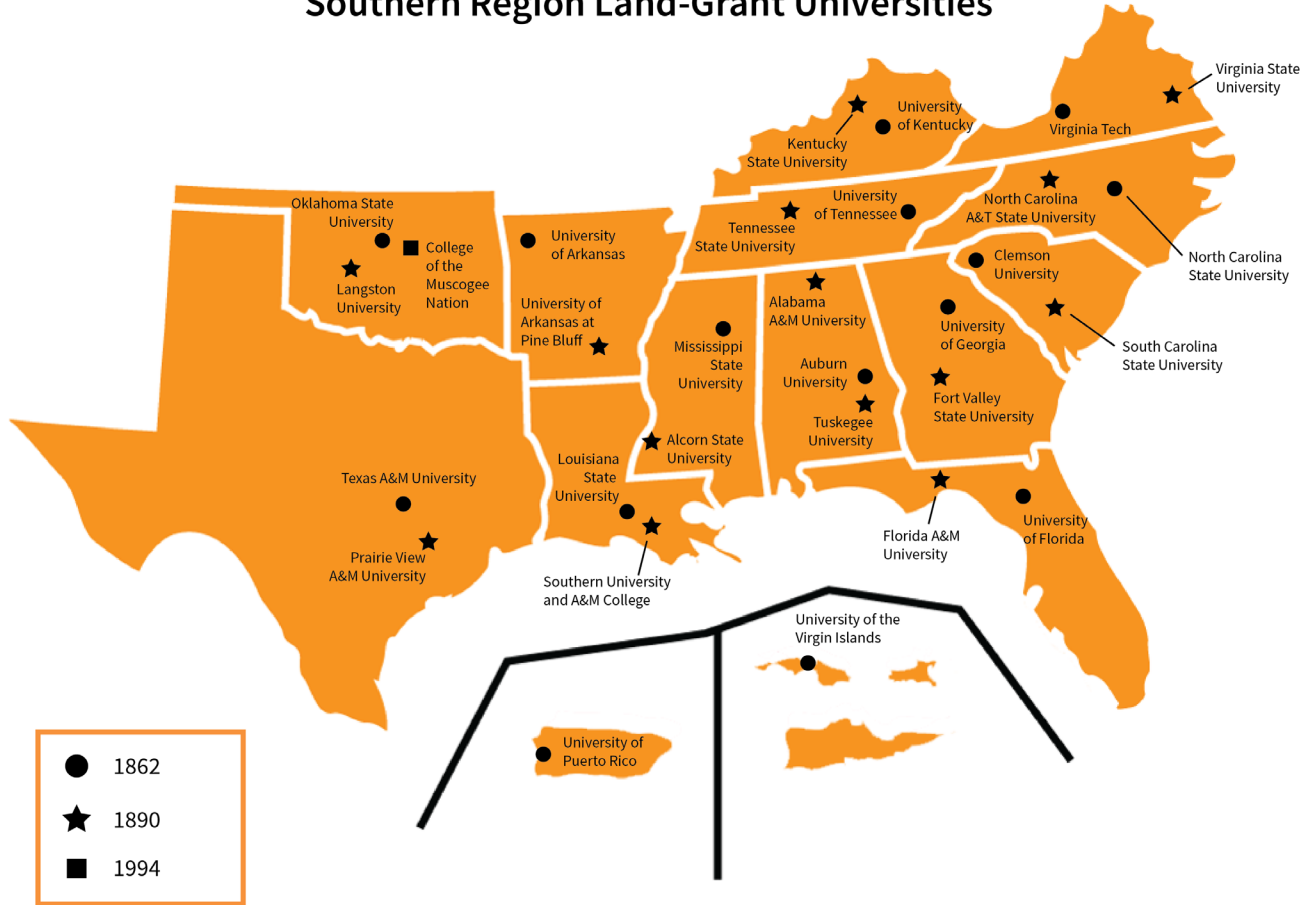 Southern Region Land-Grant Universities
Virginia State
University
University
of Kentucky
Virginia Tech
Kentucky
State University
Oklahoma State
University
University
of Tennessee
North Carolina
A&T State University
Tennessee
State University
College
of the
Muscogee
Nation
University
of Arkansas
Clemson
University
North Carolina
State University
Langston
University
University of
Arkansas at
Pine Bluff
Alabama
A&M University
University
of Georgia
Mississippi
State
University
South Carolina
State University
Auburn
University
Fort Valley
State University
Tuskegee
University
Alcorn State
University
Louisiana
State
University
Texas A&M University
Florida A&M
University
University
of Florida
Prairie View
A&M University
Southern University
and A&M College
University of the
Virgin Islands
University of
Puerto Rico
1862
1890
1994